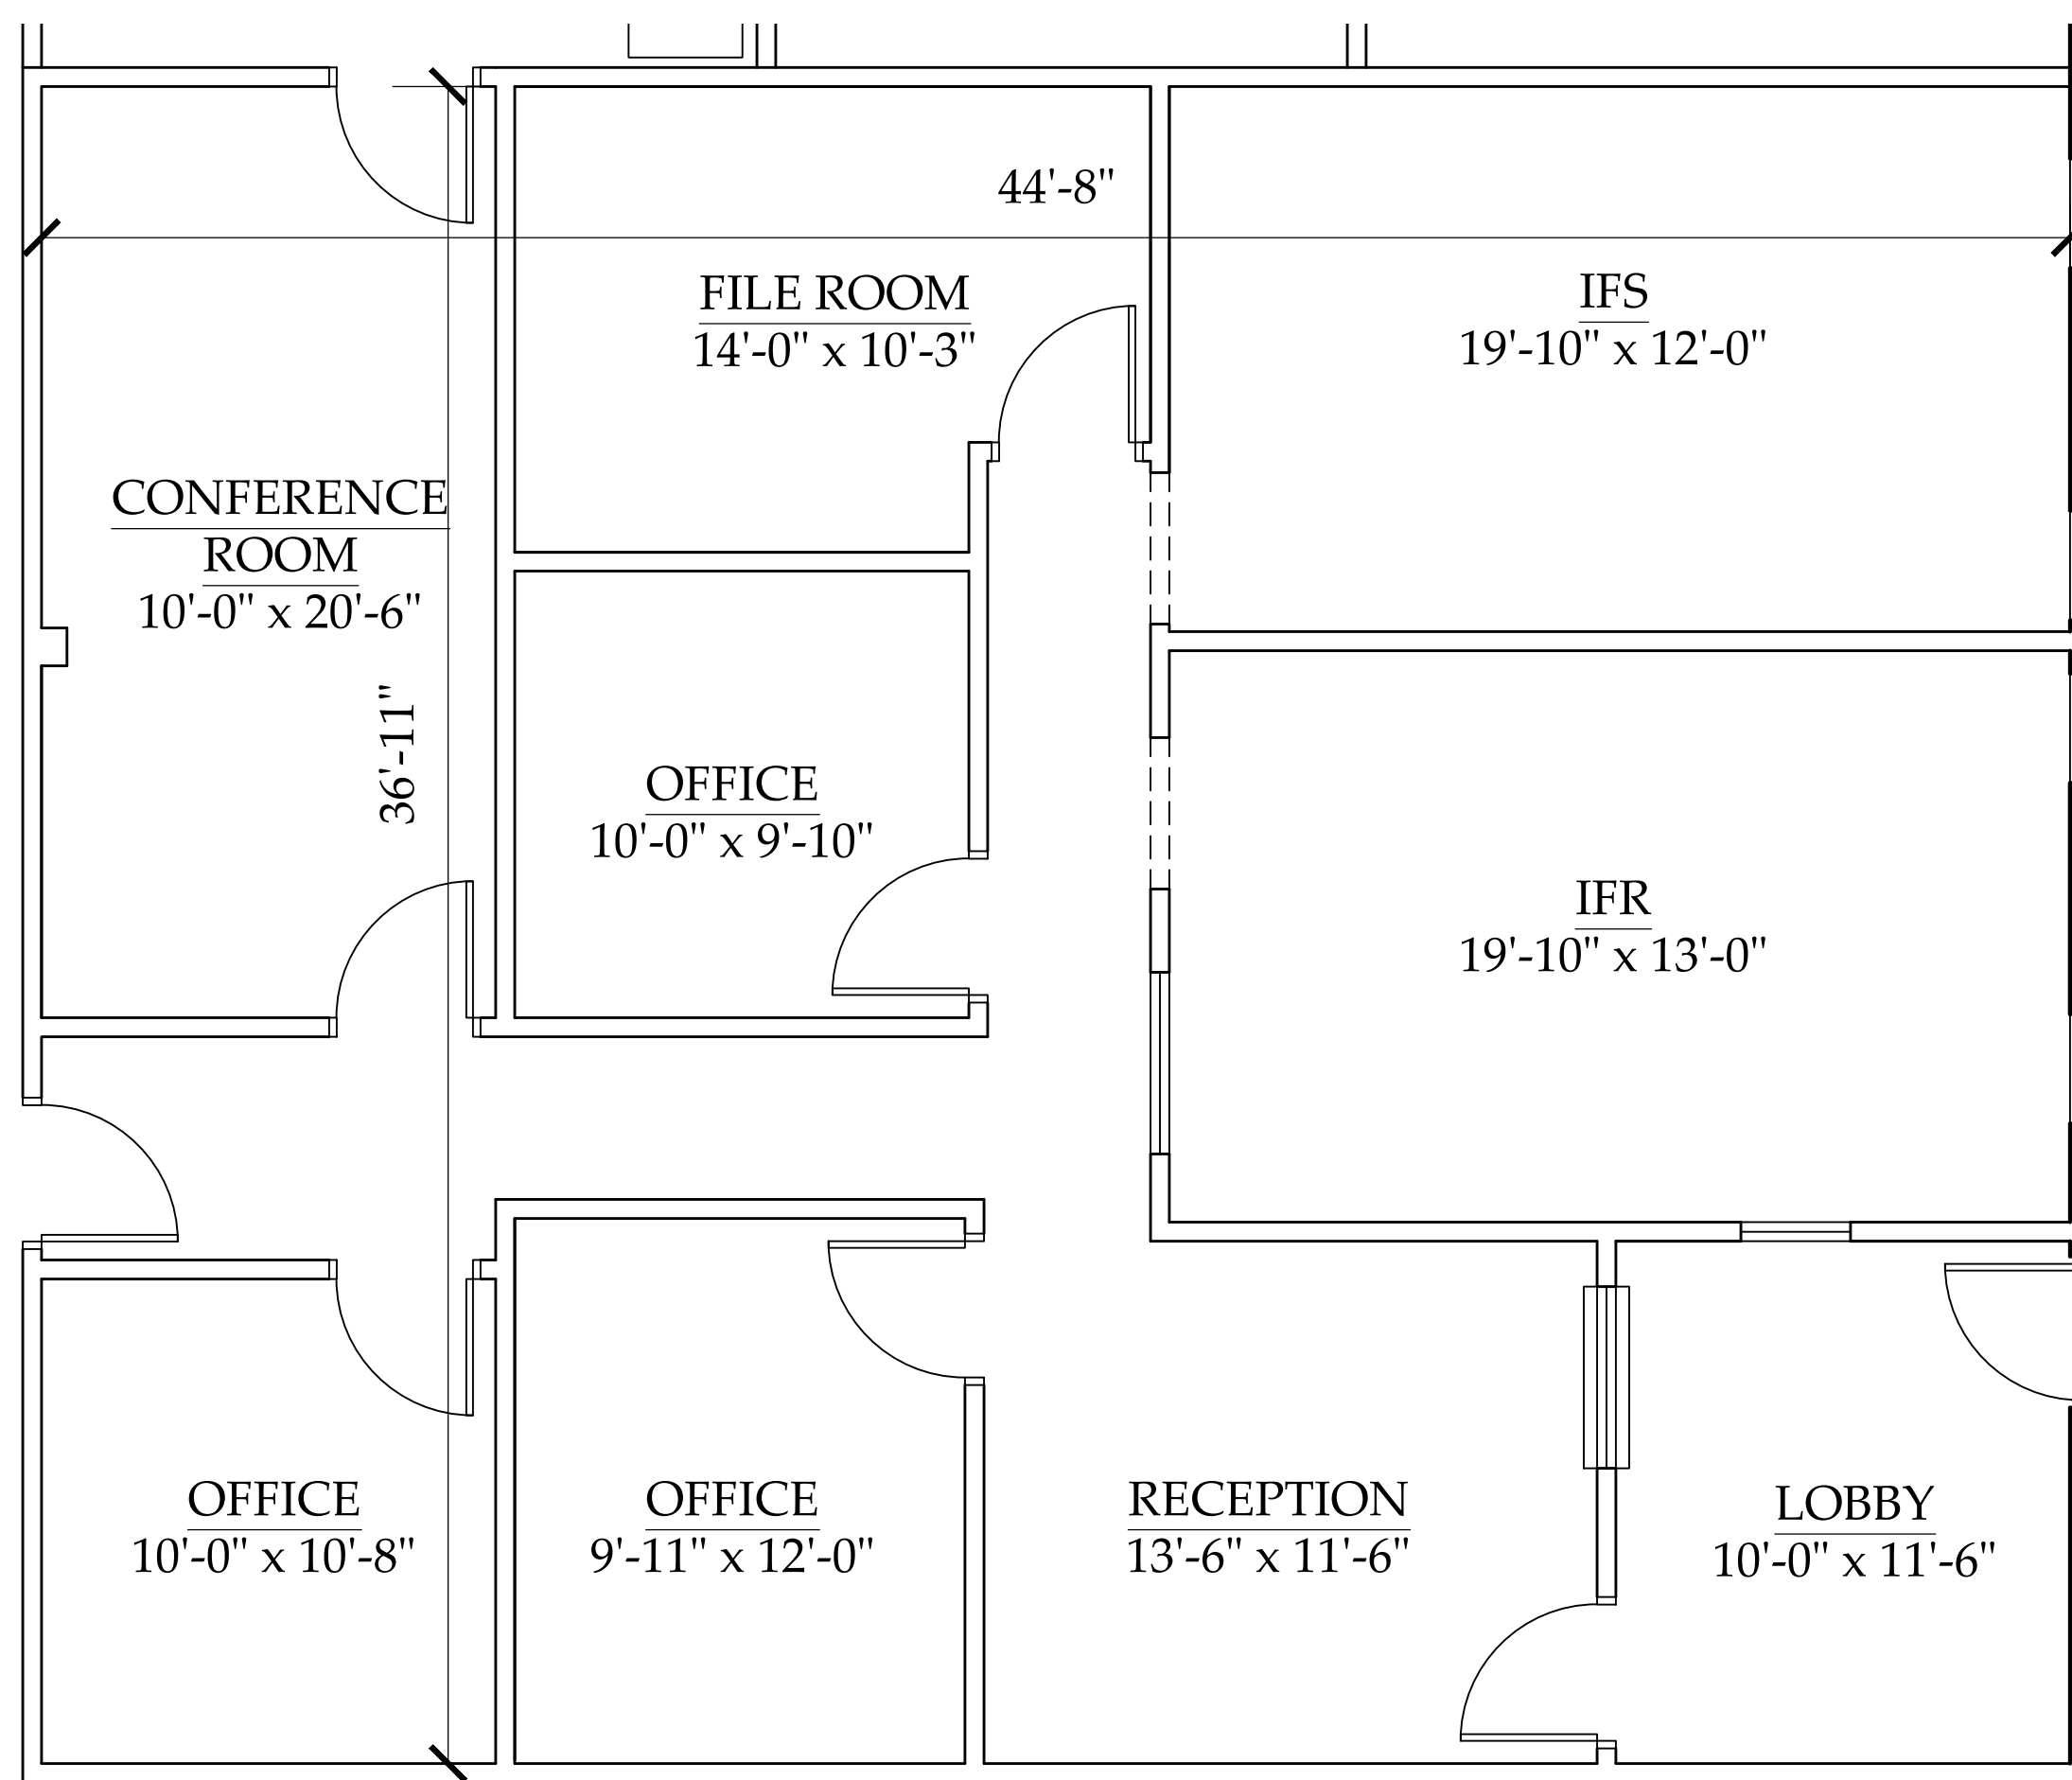 44'-8"
FILE ROOM
14'-0" x 10'-3"
IFS
19'-10" x 12'-0"
CONFERENCE
ROOM
10'-0" x 20'-6"
36'-11"
OFFICE
10'-0" x 9'-10"
IFR
19'-10" x 13'-0"
OFFICE
10'-0" x 10'-8"
OFFICE
9'-11" x 12'-0"
RECEPTION
13'-6" x 11'-6"
LOBBY
10'-0" x 11'-6"